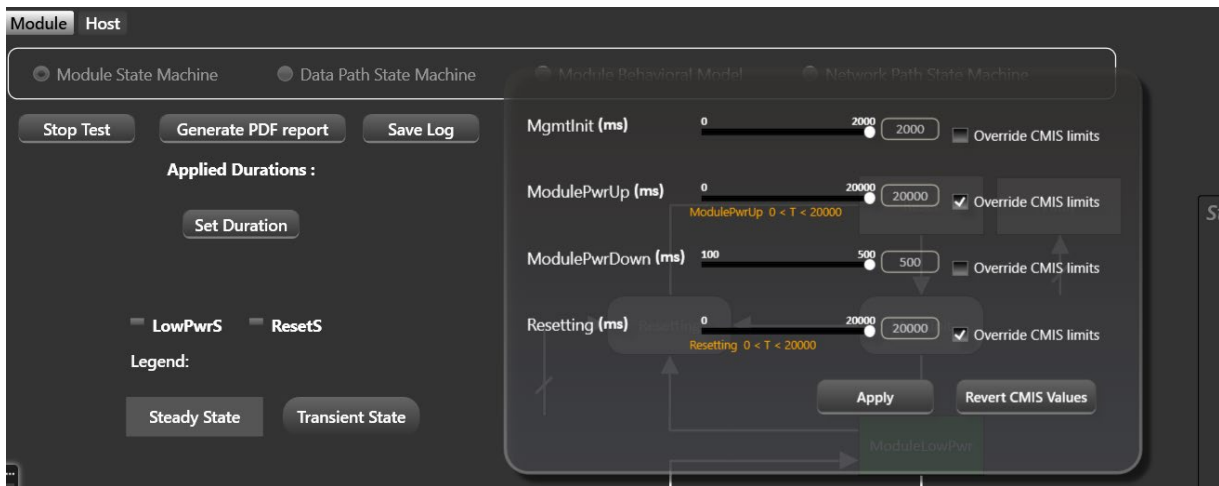 Module Host
Module State Machine Data Path State Machine Module Behavioral Model Network Path State Machine
Stop Test Generate PDF report Save Log
Applied Durations :
Set Duration
LowPwrS ResetS
Legend:
Steady State Transient State
MgmtInit (ms) 0 2000 2000 Override CMIS limits
ModulePwrUp (ms) 0 20000 20000 Override CMIS limits
ModulePwrUp 0 < T < 20000
ModulePwrDown (ms) 100 500 500 Override CMIS limits
Resetting (ms) 0 20000 20000 Override CMIS limits
Resetting
Resetting 0 < T < 20000
Apply Revert CMIS Values
ModuleLowPwr